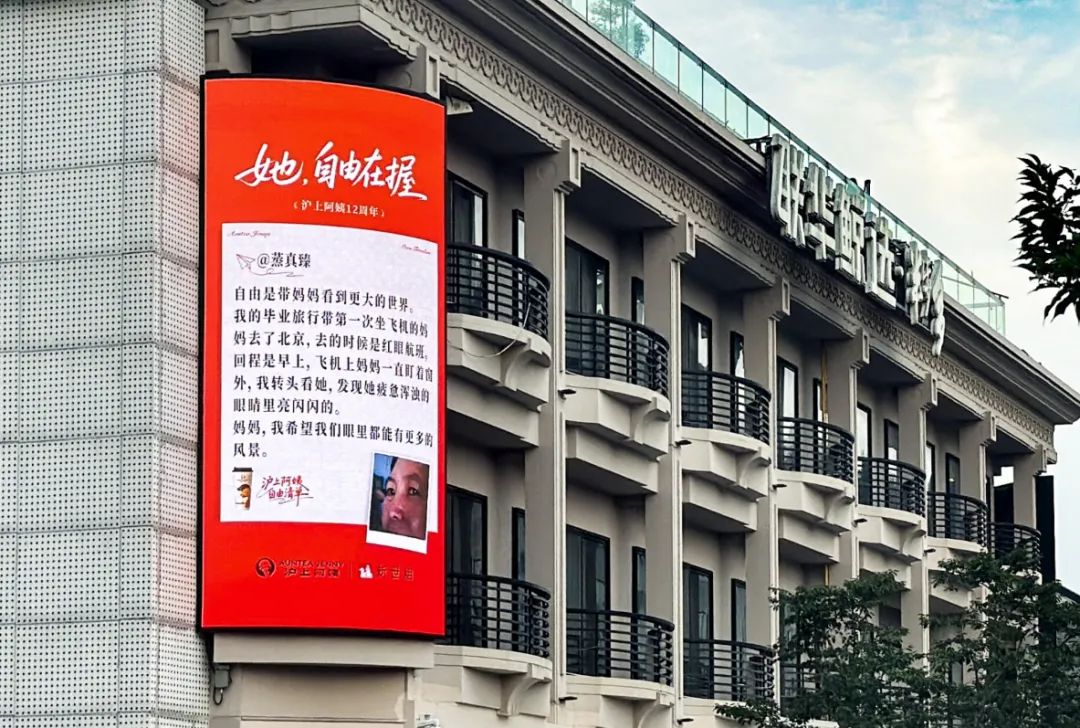 她,自由在握
《沪上阿姨12周年》
@蒸真臻
自由是带妈妈看到更大的世界。
我的毕业旅行带第一次坐飞机的妈
妈去了北京,去的时候是红眼航班。
回程是早上,飞机上妈妈一直盯着窗
外,我转头看她,发现她疲惫浑浊的
眼睛里亮闪闪的。
妈妈,我希望我们眼里都能有更多的
风景。
沪上阿姨
自由清单
AUNTEA JENNY
沪上阿姨